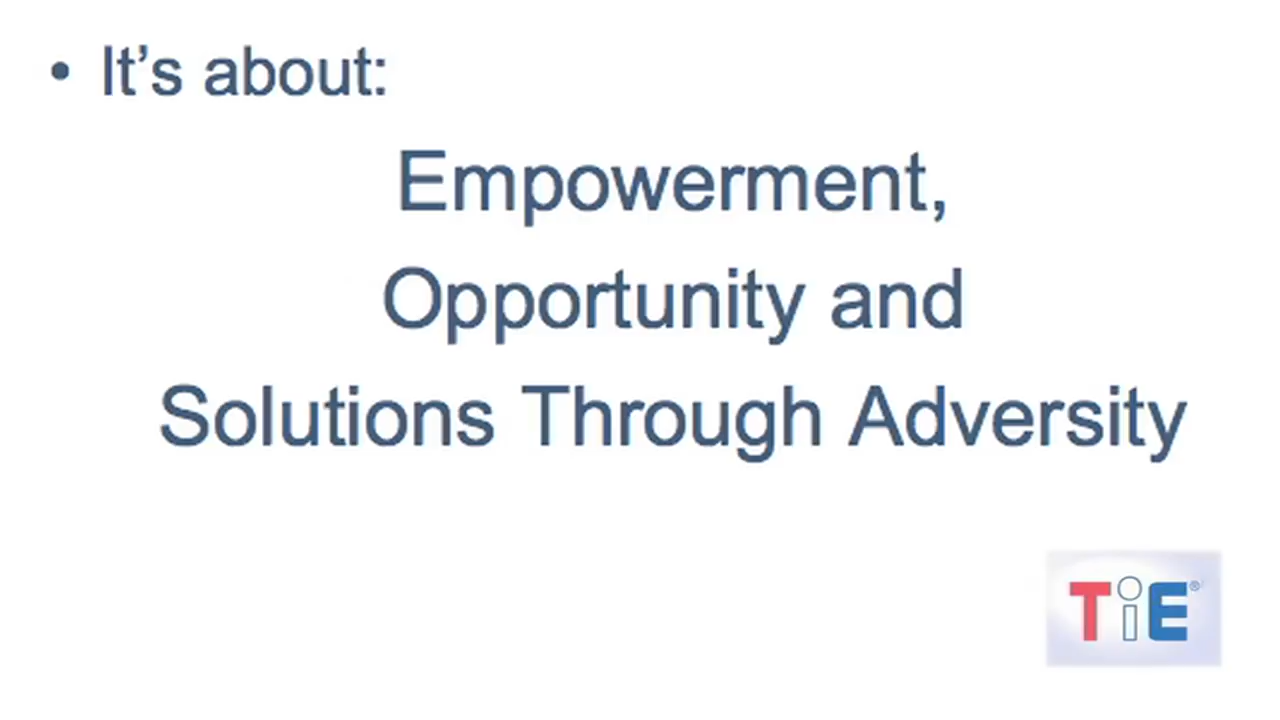 • It’s about:
Empowerment,
Opportunity and
Solutions Through Adversity
TiE®